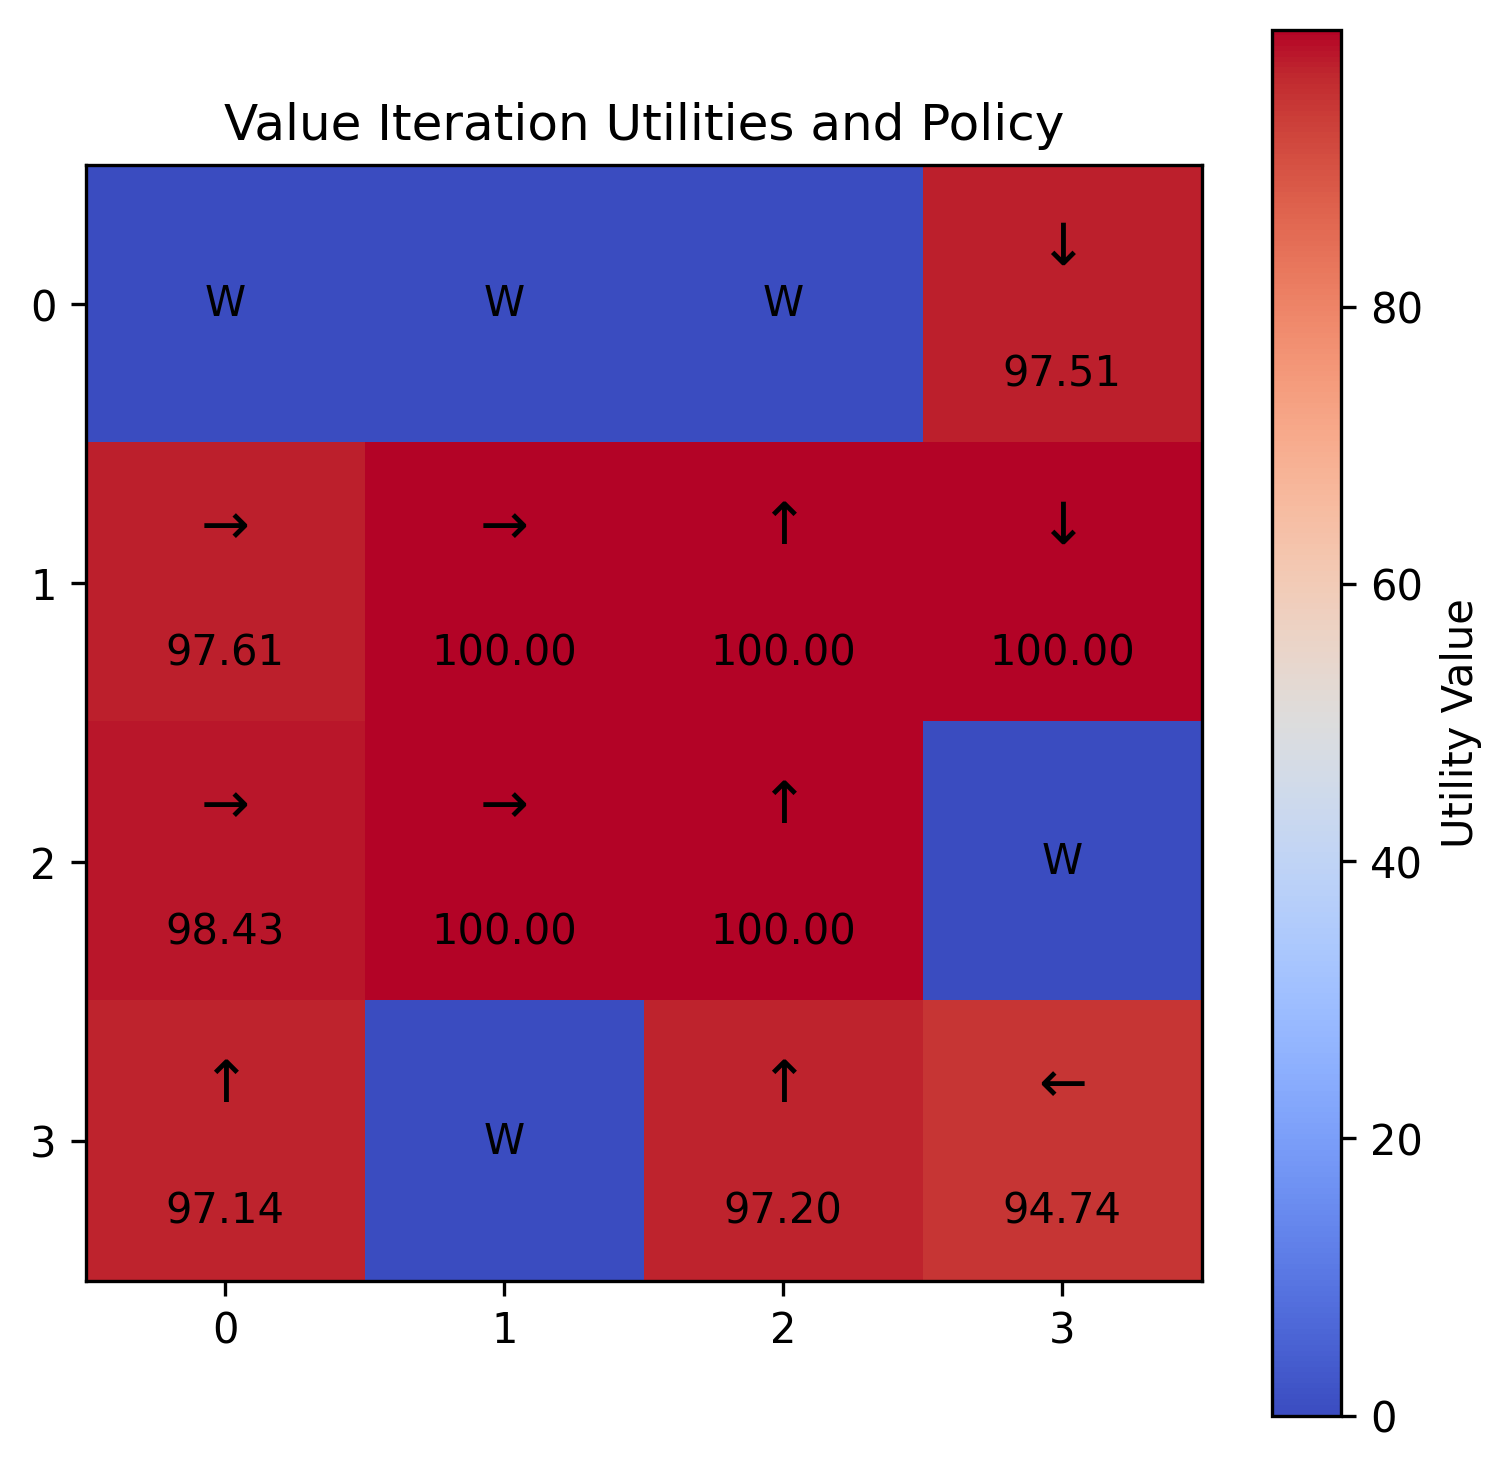 Value Iteration Utilities and Policy
0 W W W ↓
97.51
→ → ↑ ↓
1
97.61 100.00 100.00 100.00
→ → ↑
2 W
98.43 100.00 100.00
↑ ↑ ←
3 W
97.14 97.20 94.74
0 1 2 3
80
60
40
20
0
Utility Value